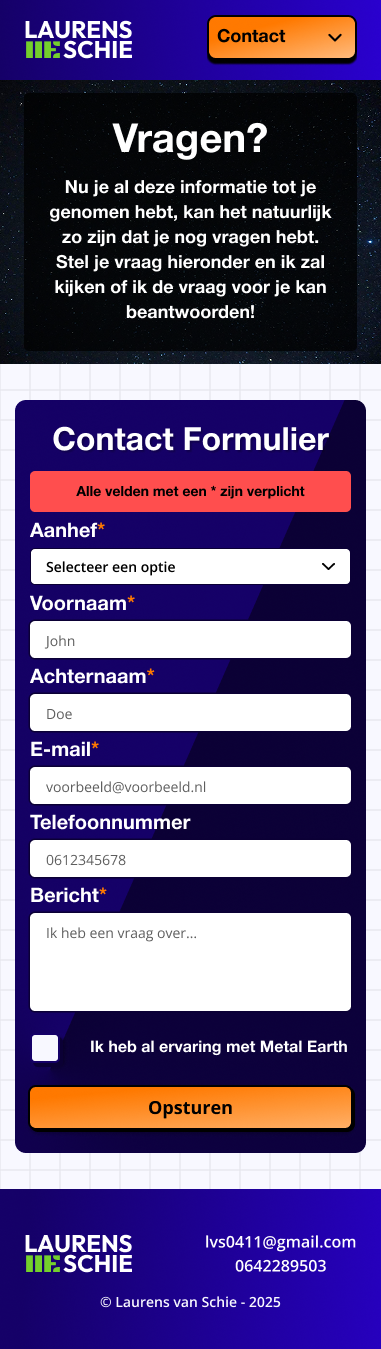 LAURENS
SCHIE
Contact
Vragen?
Nu je al deze informatie tot je
genomen hebt, kan het natuurlijk
zo zijn dat je nog vragen hebt.
Stel je vraag hieronder en ik zal
kijken of ik de vraag voor je kan
beantwoorden!
Contact Formulier
Alle velden met een * zijn verplicht
Aanhef*
Selecteer een optie
Voornaam*
John
Achternaam*
Doe
E-mail*
voorbeeld@voorbeeld.nl
Telefoonnummer
0612345678
Bericht*
Ik heb een vraag over...
Ik heb al ervaring met Metal Earth
Opsturen
LAURENS
SCHIE
lvs0411@gmail.com
0642289503
© Laurens van Schie - 2025